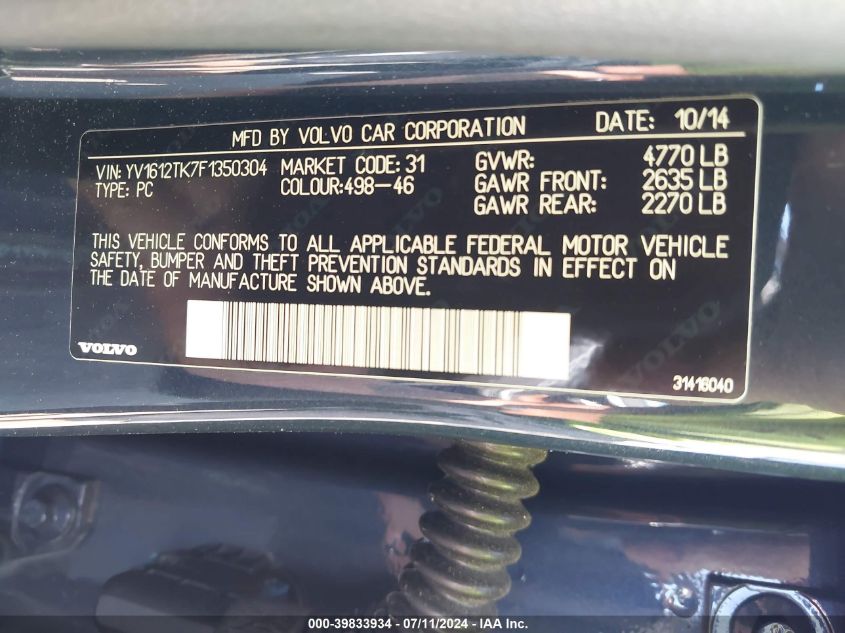 MFD BY VOLVO CAR CORPORATION DATE: 10/14
VIN: YV1612TK7F1350304 MARKET CODE: 31 GVWR: 4770 LB
TYPE: PC COLOUR:498-46 GAWR FRONT: 2635 LB
GAWR REAR: 2270 LB
THIS VEHICLE CONFORMS TO ALL APPLICABLE FEDERAL MOTOR VEHICLE
SAFETY, BUMPER AND THEFT PREVENTION STANDARDS IN EFFECT ON
THE DATE OF MANUFACTURE SHOWN ABOVE.
VOLVO
31416040
000-39833934 - 07/11/2024 - IAA Inc.